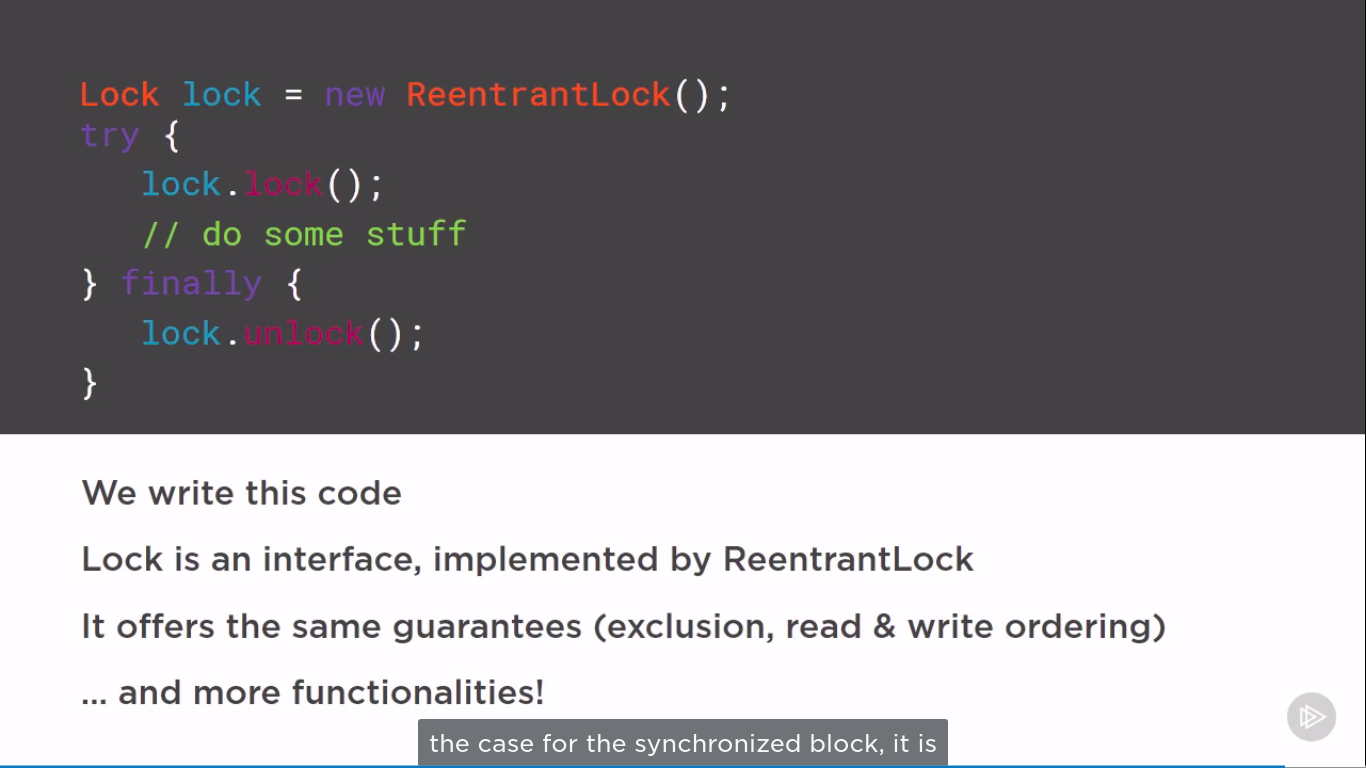 Lock lock = new ReentrantLock();
try {
   lock.lock();
   // do some stuff
} finally {
   lock.unlock();
}
We write this code
Lock is an interface, implemented by ReentrantLock
It offers the same guarantees (exclusion, read & write ordering)
... and more functionalities!
the case for the synchronized block, it is